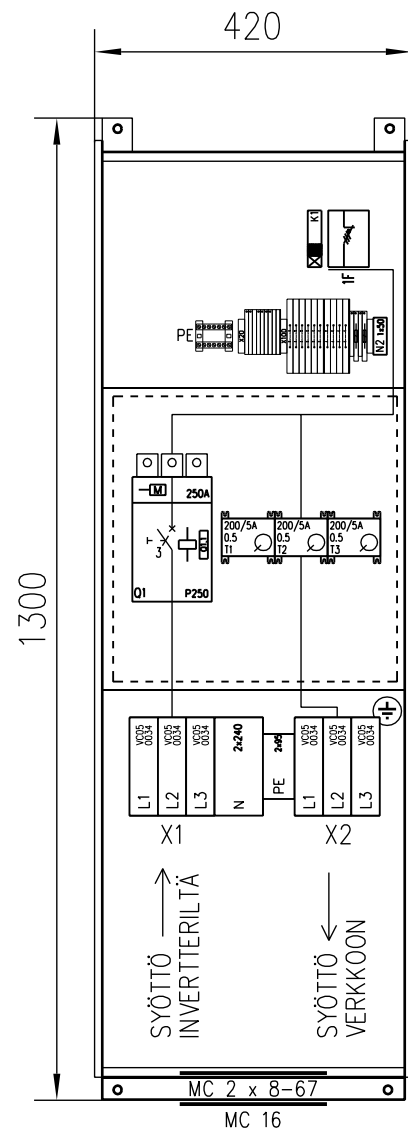 420
1300
K1
1F
PE
X20
X100
N2 1x50
M
250A
3
Q1.1
Q1
P250
200/5A
0.5
T1
200/5A
0.5
T2
200/5A
0.5
T3
L1
VC05
0034
L2
VC05
0034
L3
VC05
0034
N
2x240
PE
2x95
L1
VC05
0034
L2
VC05
0034
L3
VC05
0034
X1
X2
SYÖTTÖ
INVERTTERILTÄ
SYÖTTÖ
VERKKOON
MC 2 x 8-67
MC 16